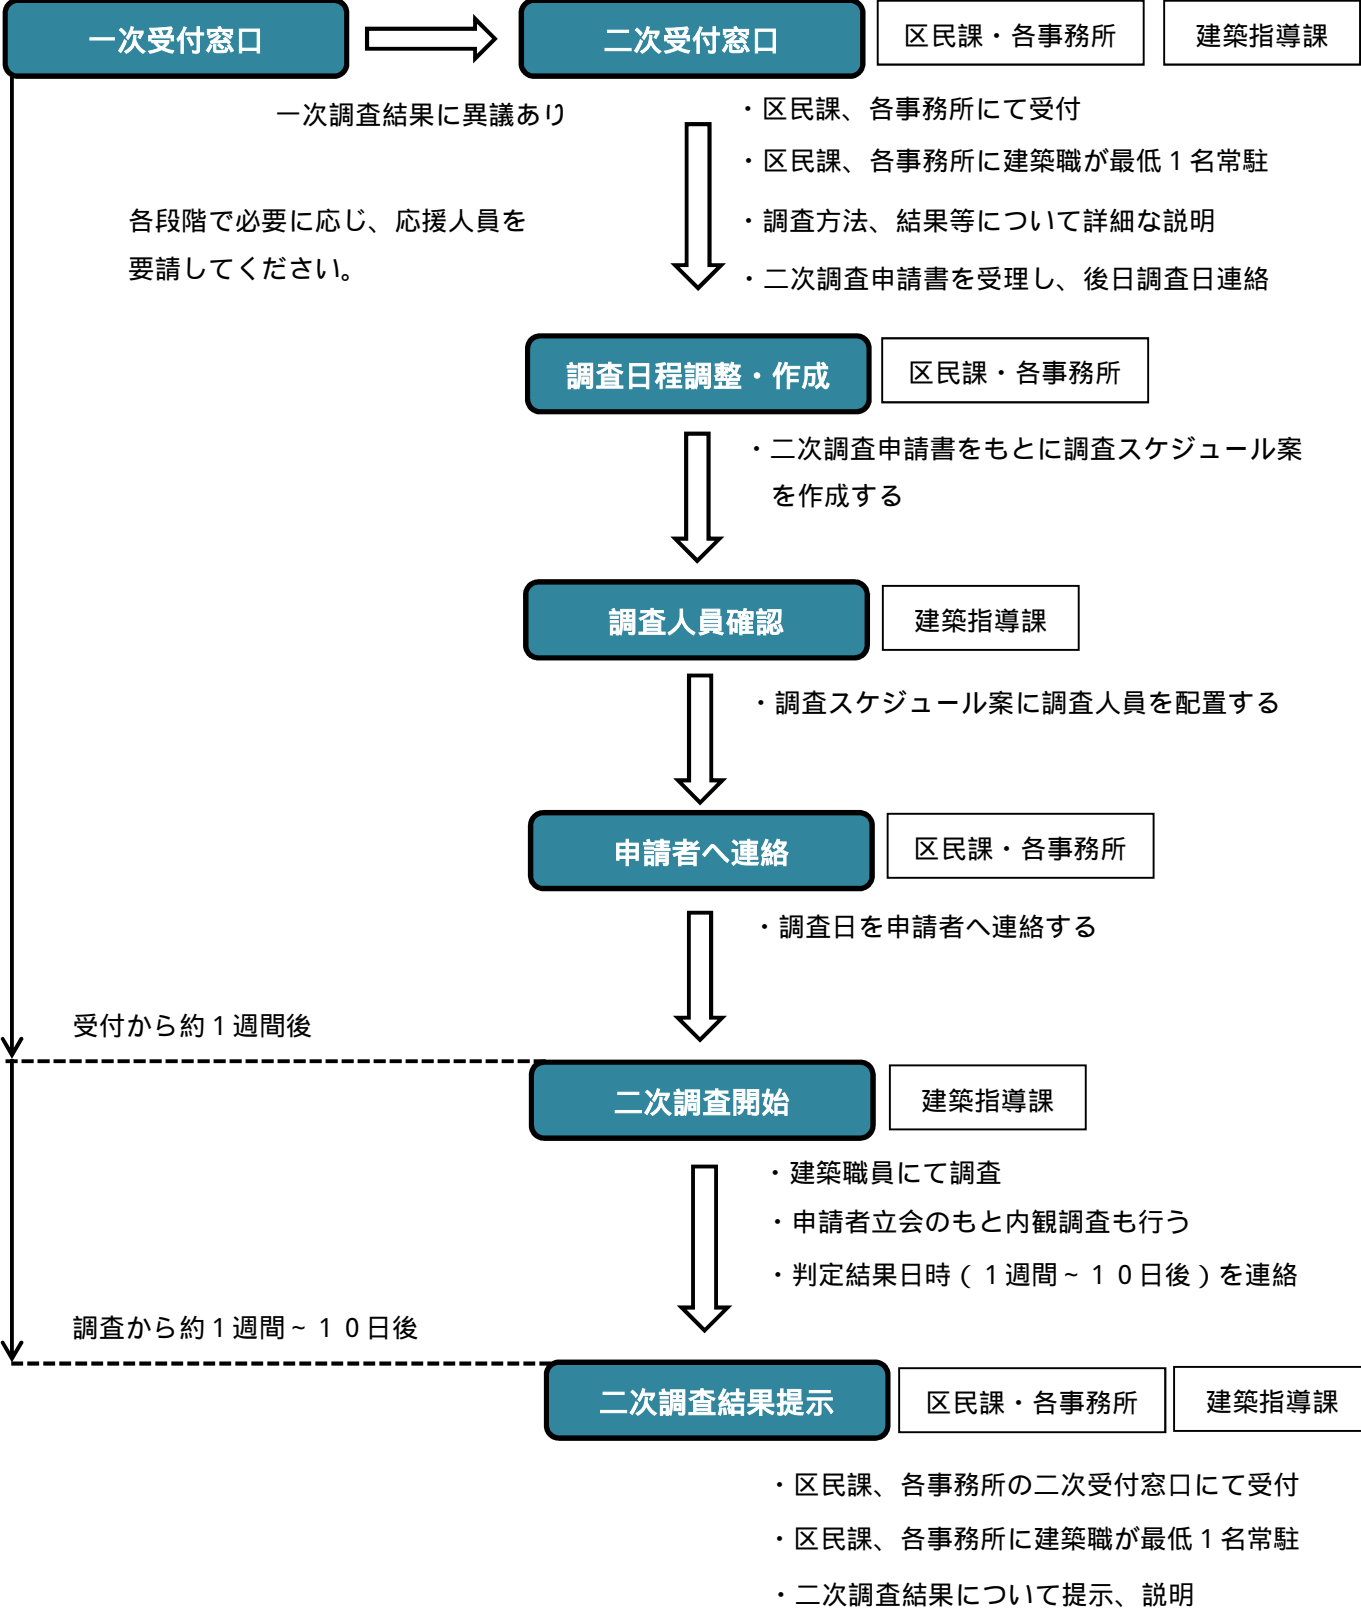 一次受付窓口
二次受付窓口
区民課・各事務所
建築指導課
一次調査結果に異議あり
・区民課、各事務所にて受付
・区民課、各事務所に建築職が最低１名常駐
各段階で必要に応じ、応援人員を
要請してください。
・調査方法、結果等について詳細な説明
・二次調査申請書を受理し、後日調査日連絡
調査日程調整・作成
区民課・各事務所
・二次調査申請書をもとに調査スケジュール案
を作成する
調査人員確認
建築指導課
・調査スケジュール案に調査人員を配置する
申請者へ連絡
区民課・各事務所
・調査日を申請者へ連絡する
受付から約１週間後
二次調査開始
建築指導課
・建築職員にて調査
・申請者立会のもと内観調査も行う
・判定結果日時（１週間～１０日後）を連絡
調査から約１週間～１０日後
二次調査結果提示
区民課・各事務所
建築指導課
・区民課、各事務所の二次受付窓口にて受付
・区民課、各事務所に建築職が最低１名常駐
・二次調査結果について提示、説明